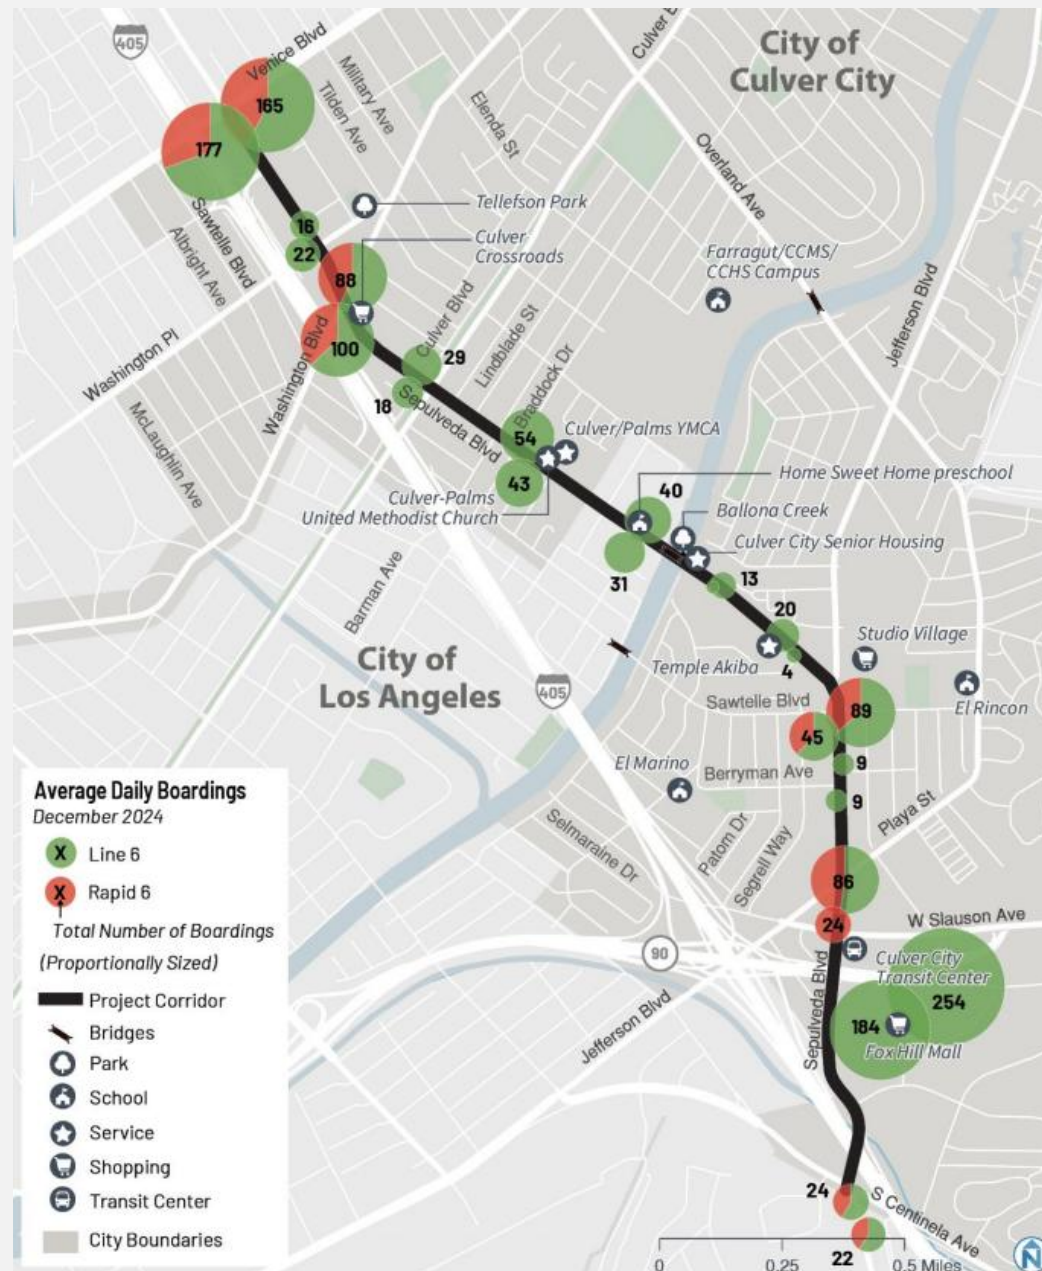 405
Venice Blvd
Military Ave
Tilden Ave
Culver B
City of
Culver City
165
177
Elenda St
Overland Ave
Sawtelle Blvd
Albright Ave
16
22
Tellefson Park
Culver
Crossroads
88
Farragut/CCMS/
CCHS Campus
Jefferson Blvd
Washington Pl
Washington Blvd
100
Culver Blvd
29
Lindblade St
Braddock Dr
McLaughlin Ave
18
Sepulveda Blvd
54
Culver/Palms YMCA
43
Culver-Palms
United Methodist Church
40
Home Sweet Home preschool
Ballona Creek
Culver City Senior Housing
31
13
Barman Ave
20
4
Temple Akiba
Studio Village
City of
Los Angeles
405
Sawtelle Blvd
89
45
El Rincon
El Marino
Berryman Ave
9
9
Playa St
Selmaraine Dr
Patom Dr
Segrell Way
86
24
W Slauson Ave
90
Jefferson Blvd
Sepulveda Blvd
Culver City
Transit Center
254
184
Fox Hill Mall
24
22
S Centinela Ave
0
0.25
0.5 Miles
N
Average Daily Boardings
December 2024
X
Line 6
X
Rapid 6
Total Number of Boardings
(Proportionally Sized)
Project Corridor
Bridges
Park
School
Service
Shopping
Transit Center
City Boundaries